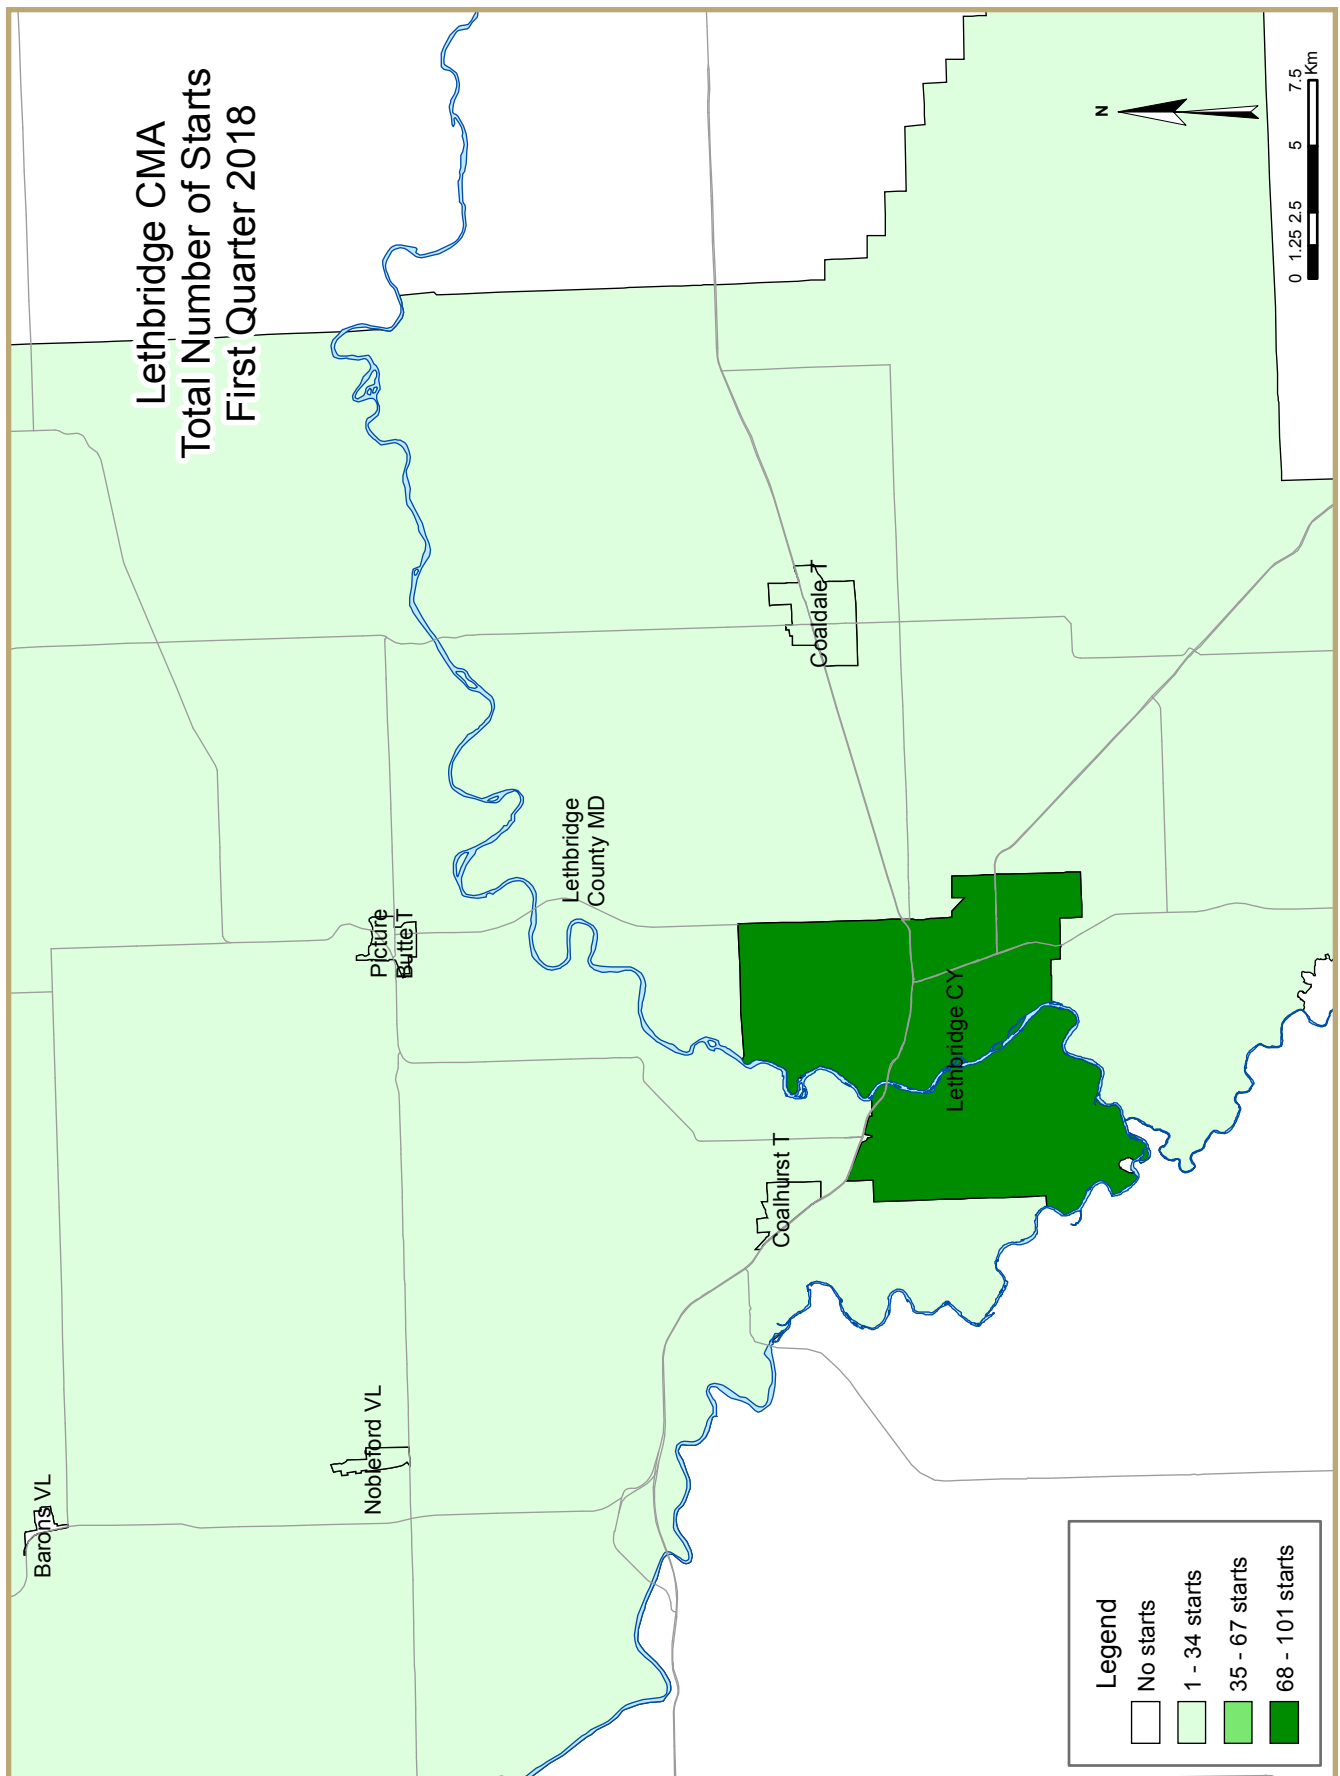 Lethbridge CMA
Total Number of Starts
First Quarter 2018
Barons VL
Nobleford VL
Picture
Butte T
Lethbridge
County MD
Coalhurst T
Coaldale T
Lethbridge CY
Legend
No starts
1 - 34 starts
35 - 67 starts
68 - 101 starts
N
0 1.25 2.5 5 7.5
Km